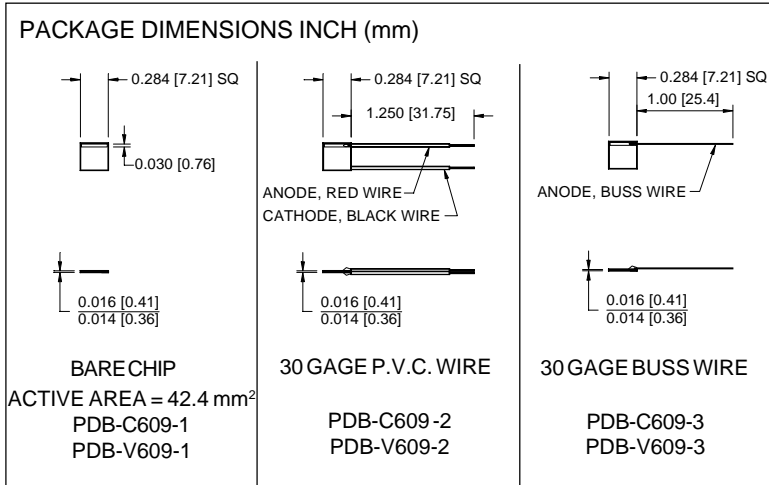 PACKAGE DIMENSIONS INCH (mm)
0.284 [7.21] SQ
0.030 [0.76]
0.016 [0.41]
0.014 [0.36]
BARE CHIP
ACTIVE AREA = 42.4 mm²
PDB-C609-1
PDB-V609-1
0.284 [7.21] SQ
1.250 [31.75]
ANODE, RED WIRE
CATHODE, BLACK WIRE
0.016 [0.41]
0.014 [0.36]
30 GAGE P.V.C. WIRE
PDB-C609-2
PDB-V609-2
0.284 [7.21] SQ
1.00 [25.4]
ANODE, BUSS WIRE
0.016 [0.41]
0.014 [0.36]
30 GAGE BUSS WIRE
PDB-C609-3
PDB-V609-3